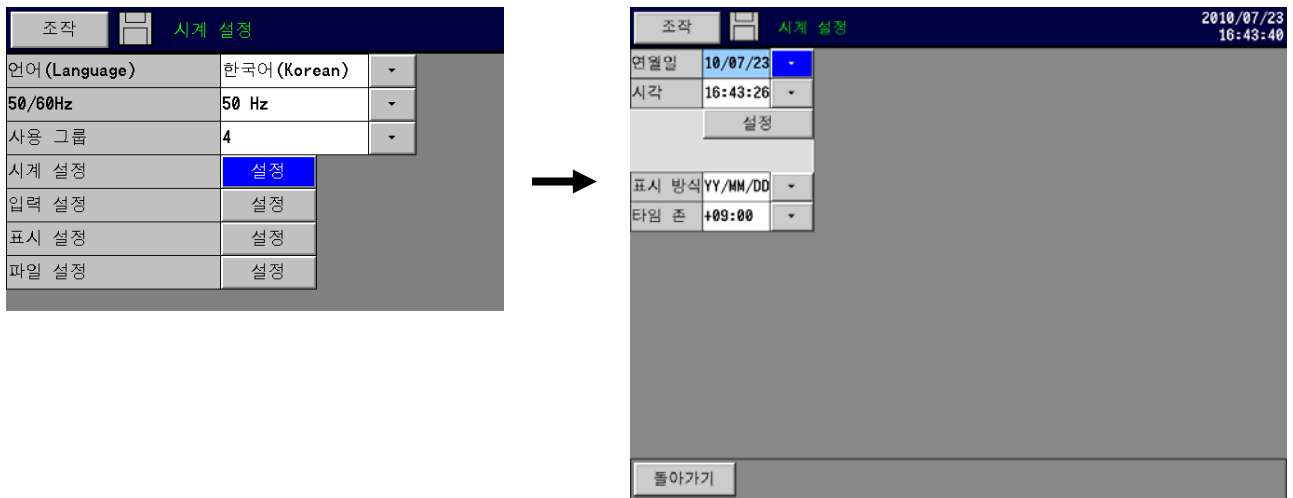 조작 시계 설정
언어(Language) 한국어(Korean)
50/60Hz 50 Hz
사용 그룹 4
시계 설정 설정
입력 설정 설정
표시 설정 설정
파일 설정 설정
조작 시계 설정 2010/07/23
16:43:40
연월일 10/07/23
시각 16:43:26
설정
표시 방식 YY/MM/DD
타임 존 +09:00
돌아가기